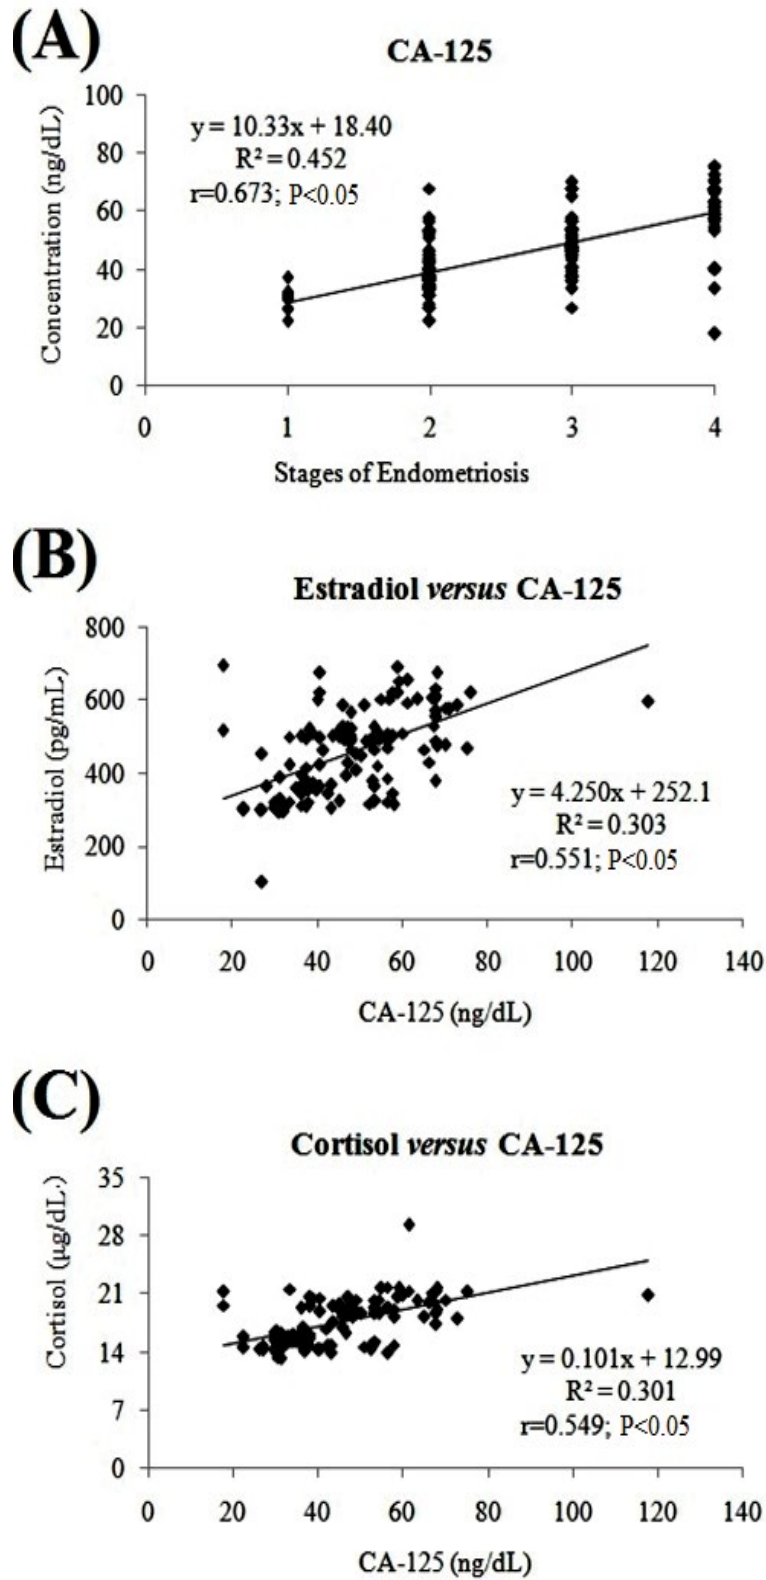 (A)
CA-125
Concentration (ng/dL)
100
80
60
40
20
0
y = 10.33x + 18.40
R² = 0.452
r=0.673; P<0.05
0 1 2 3 4
Stages of Endometriosis
(B)
Estradiol versus CA-125
Estradiol (pg/mL)
800
600
400
200
0
y = 4.250x + 252.1
R² = 0.303
r=0.551; P<0.05
0 20 40 60 80 100 120 140
CA-125 (ng/dL)
(C)
Cortisol versus CA-125
Cortisol (µg/dL)
35
28
21
14
7
0
y = 0.101x + 12.99
R² = 0.301
r=0.549; P<0.05
0 20 40 60 80 100 120 140
CA-125 (ng/dL)